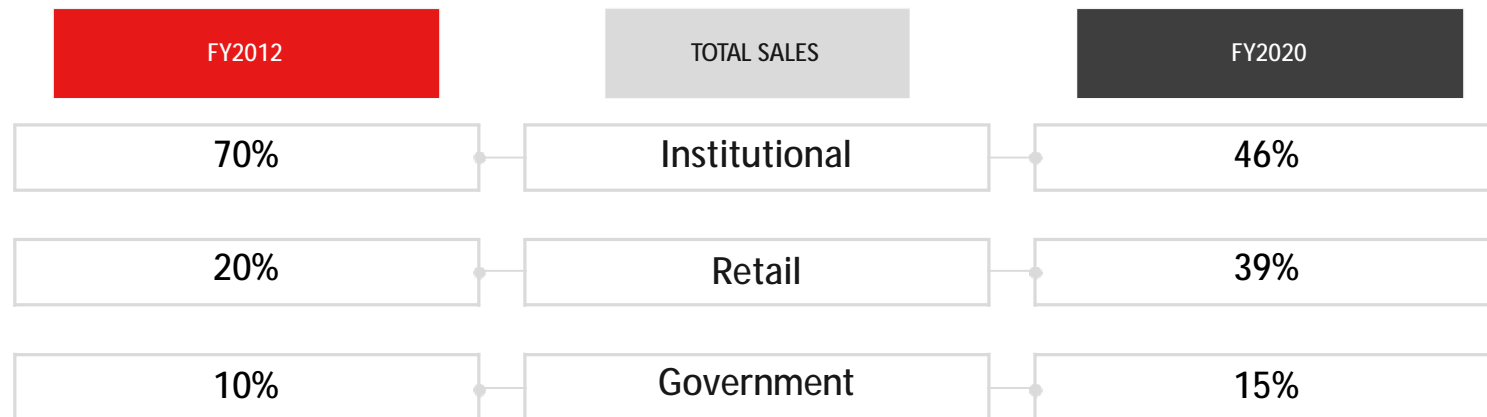 FY2012 TOTAL SALES FY2020
70% Institutional 46%
20% Retail 39%
10% Government 15%